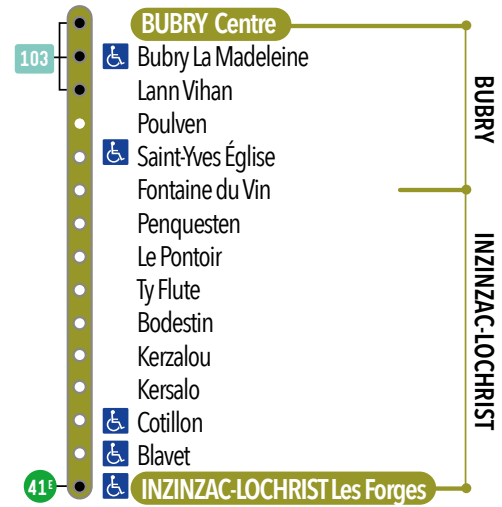 BUBRY Centre
103
Bubry La Madeleine
Lann Vihan
Poulven
Saint-Yves Église
Fontaine du Vin
Penquesten
Le Pontoir
Ty Flute
Bodestin
Kerzalou
Kersalo
Cotillon
Blavet
41E
INZINZAC-LOCHRIST Les Forges
BUBRY
INZINZAC-LOCHRIST